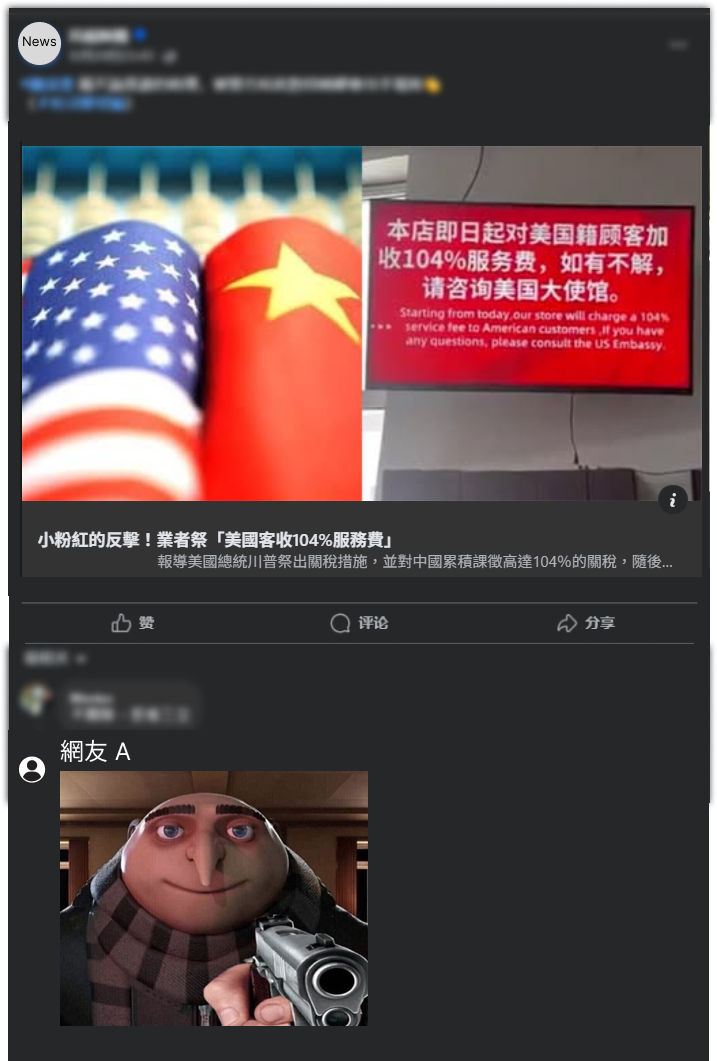 News
本店即日起对美国籍顾客加
收104%服务费，如有不解，
请咨询美国大使馆。
Starting from today,our store will charge a 104%
service fee to American customers ,If you have
any questions, please consult the US Embassy.
小粉紅的反擊！業者祭「美國客收104%服務費」
報導美國總統川普祭出關稅措施，並對中國累積課徵高達104％的關稅，隨後...
赞
评论
分享
網友 A